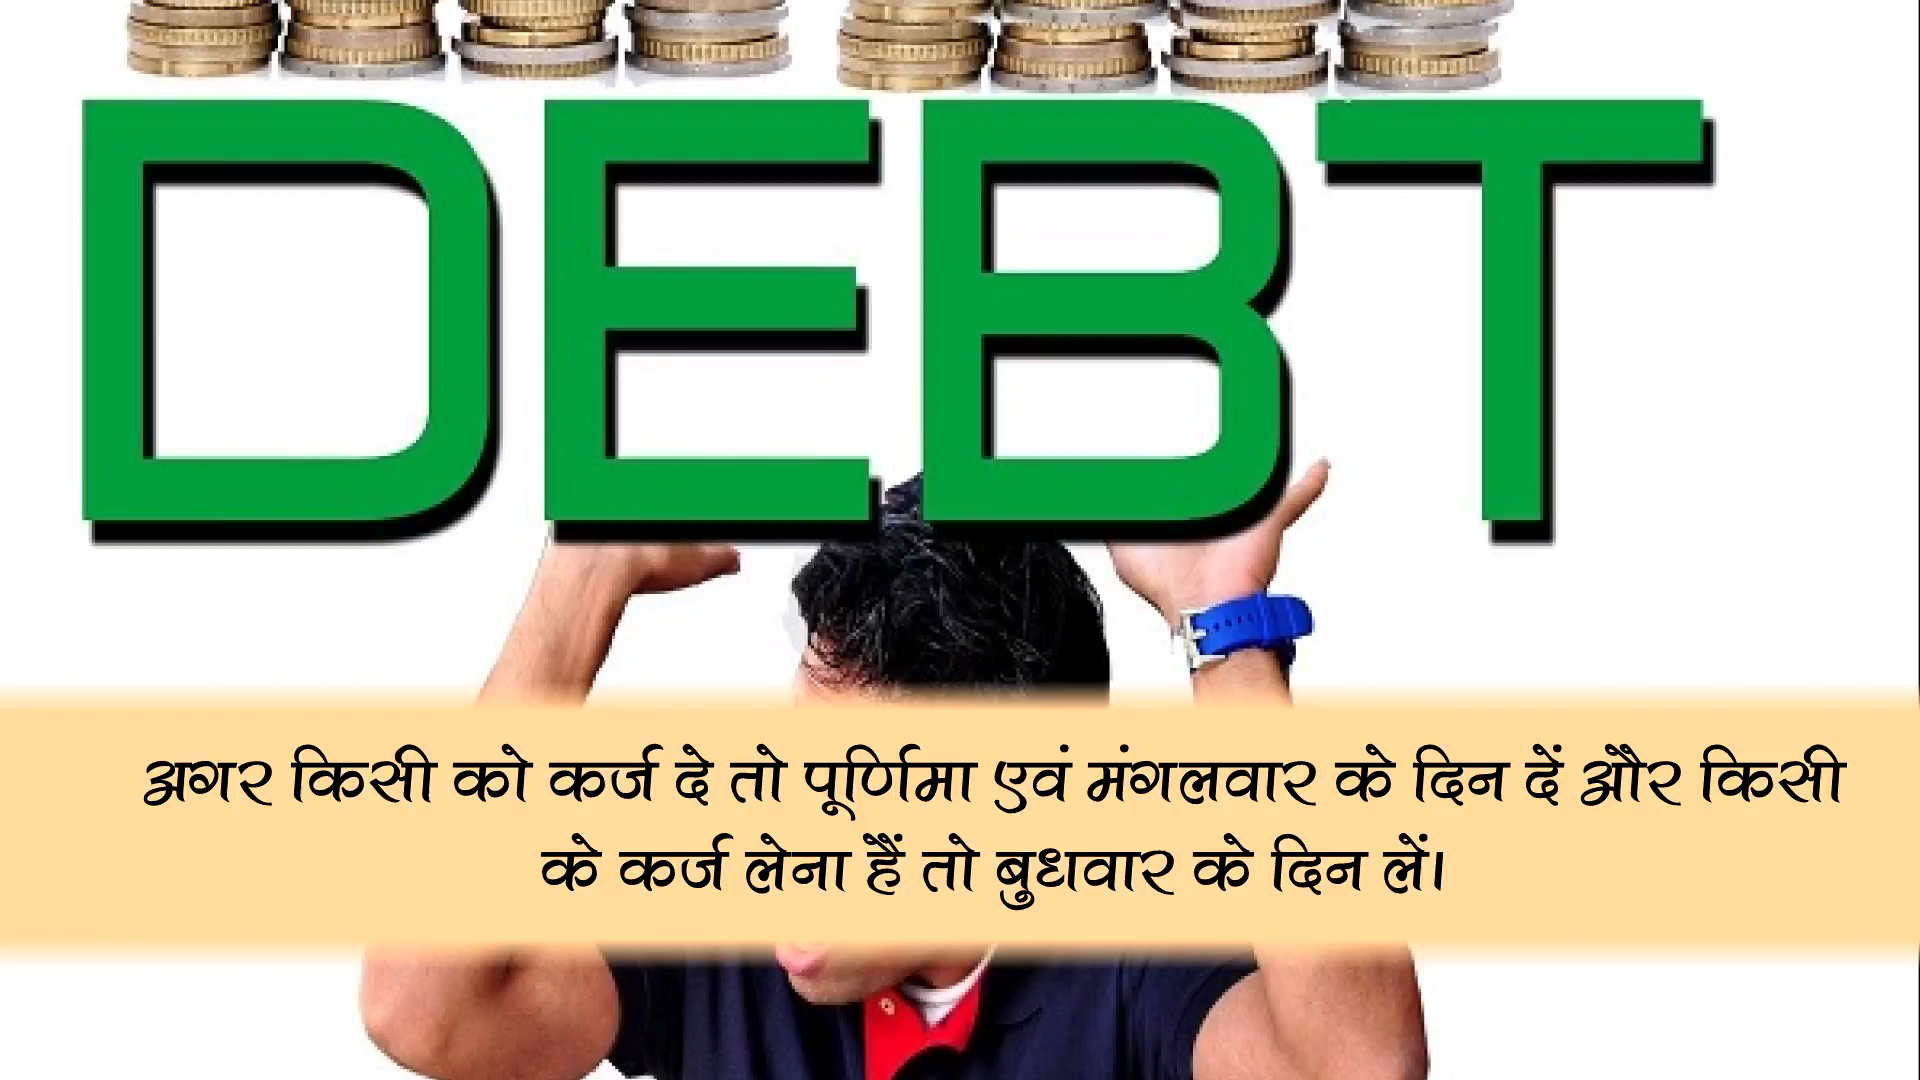 DEBT
अगर किसी को कर्ज दे तो पूर्णिमा एवं मंगलवार के दिन दें और किसी
के कर्ज लेना हैं तो बुधवार के दिन लें।